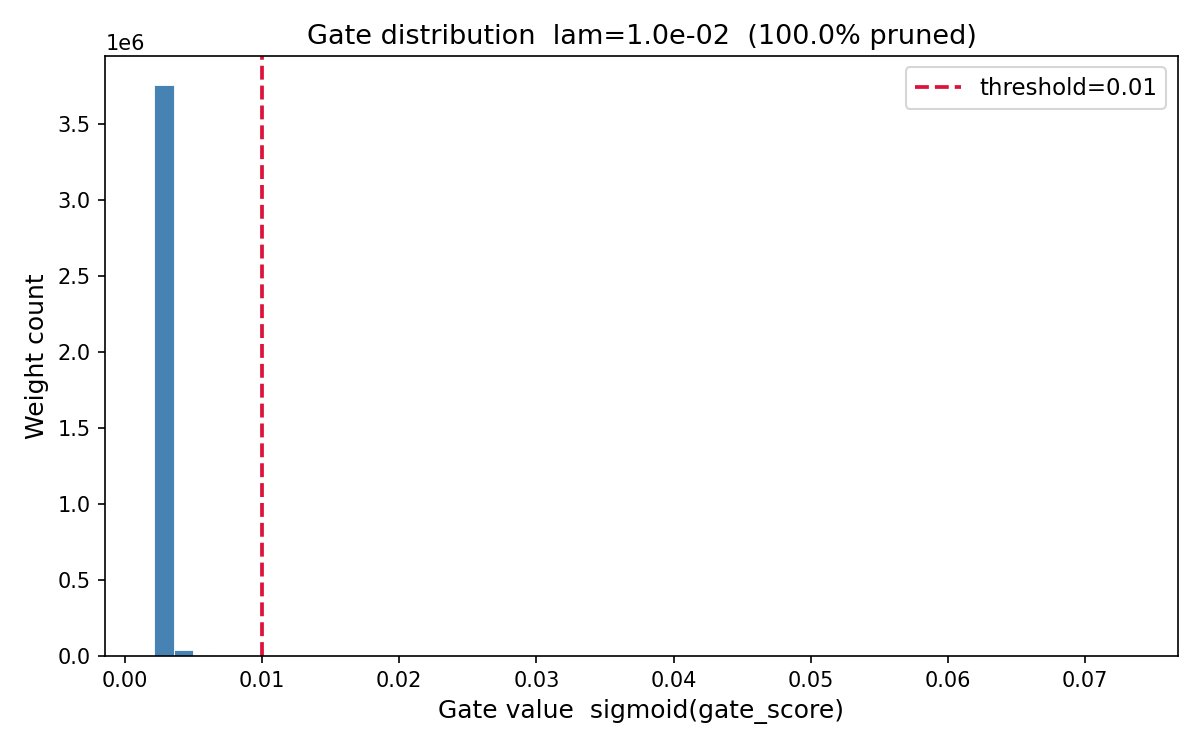 Gate distribution  lam=1.0e-02  (100.0% pruned)
1e6
threshold=0.01
3.5
3.0
2.5
2.0
1.5
1.0
0.5
0.0
Weight count
0.00 0.01 0.02 0.03 0.04 0.05 0.06 0.07
Gate value  sigmoid(gate_score)